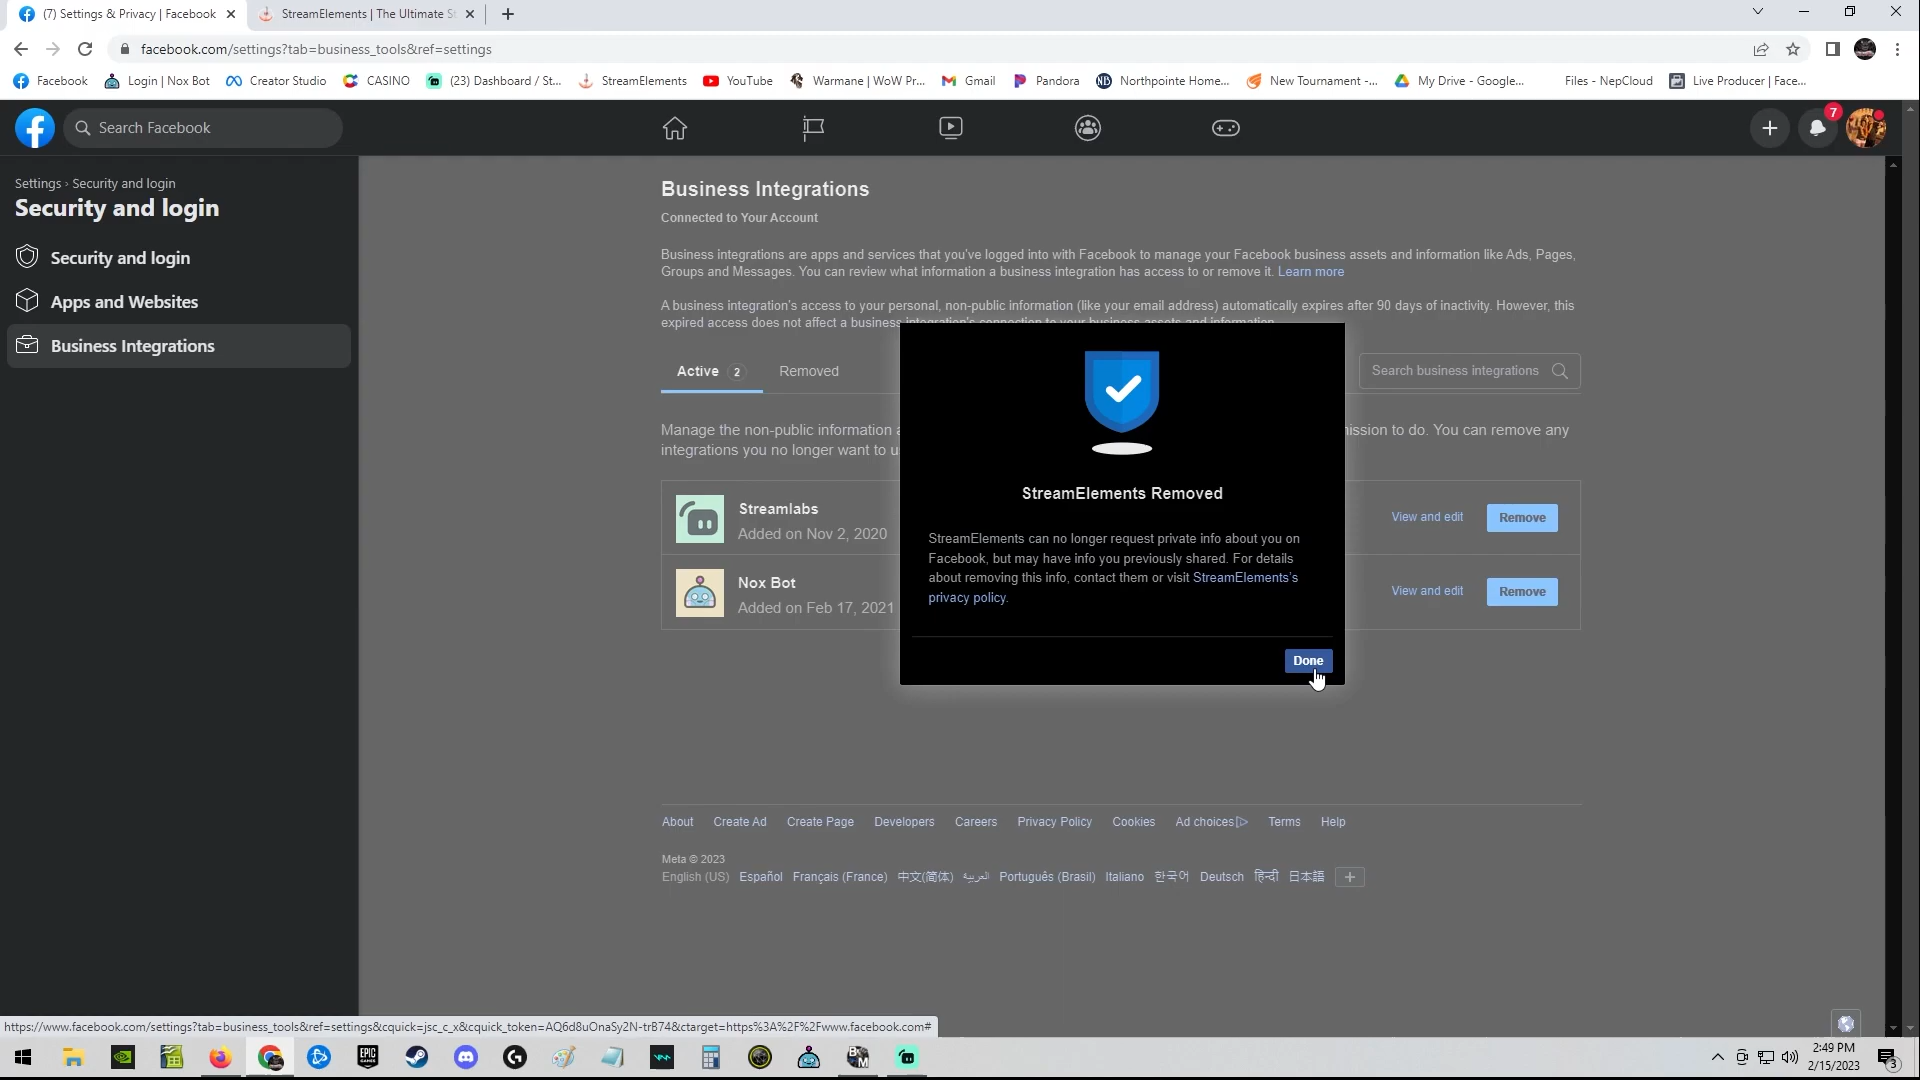 (7) Settings & Privacy | Facebook
StreamElements | The Ultimate St
facebook.com/settings?tab=business_tools&ref=settings
Facebook
Login | Nox Bot
Creator Studio
CASINO
(23) Dashboard / St...
StreamElements
YouTube
Warmane | WoW Pr...
Gmail
Pandora
Northpointe Home...
New Tournament -...
My Drive - Google...
Files - NepCloud
Live Producer | Face...
Search Facebook
7
Settings › Security and login
Security and login
Security and login
Apps and Websites
Business Integrations
Business Integrations
Connected to Your Account
Business integrations are apps and services that you've logged into with Facebook to manage your Facebook business assets and information like Ads, Pages,
Groups and Messages. You can review what information a business integration has access to or remove it. Learn more
A business integration's access to your personal, non-public information (like your email address) automatically expires after 90 days of inactivity. However, this
expired access does not affect a business integration's connection to your business assets and information.
Active 2
Removed
Search business integrations
Manage the non-public information
mission to do. You can remove any
integrations you no longer want to
Streamlabs
Added on Nov 2, 2020
View and edit
Remove
Nox Bot
Added on Feb 17, 2021
View and edit
Remove
StreamElements Removed
StreamElements can no longer request private info about you on
Facebook, but may have info you previously shared. For details
about removing this info, contact them or visit StreamElements's
privacy policy.
Done
About
Create Ad
Create Page
Developers
Careers
Privacy Policy
Cookies
Ad choices
Terms
Help
Meta © 2023
English (US)
Español
Français (France)
中文(简体)
العربية
Português (Brasil)
Italiano
한국어
Deutsch
हिन्दी
日本語
https://www.facebook.com/settings?tab=business_tools&ref=settings&cquick=jsc_c_x&cquick_token=AQ6d8uOnaSy2N-trB74&ctarget=https%3A%2F%2Fwww.facebook.com#
EPIC
GAMES
2:49 PM
2/15/2023
3